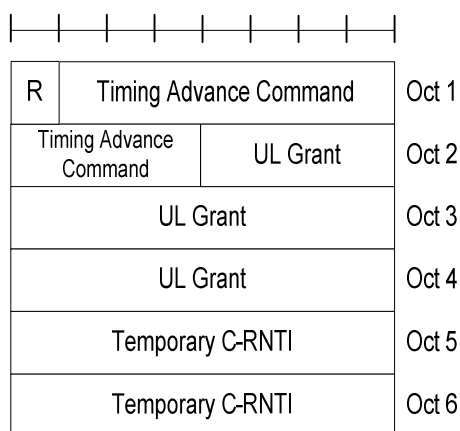 R Timing Advance Command Oct 1
Timing Advance
Command UL Grant Oct 2
UL Grant Oct 3
UL Grant Oct 4
Temporary C-RNTI Oct 5
Temporary C-RNTI Oct 6